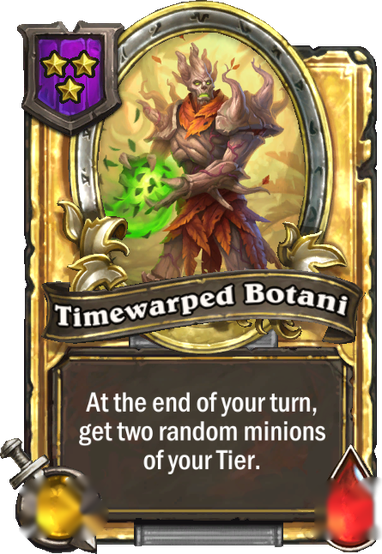 Timewarped Botani
At the end of your turn,
get two random minions
of your Tier.